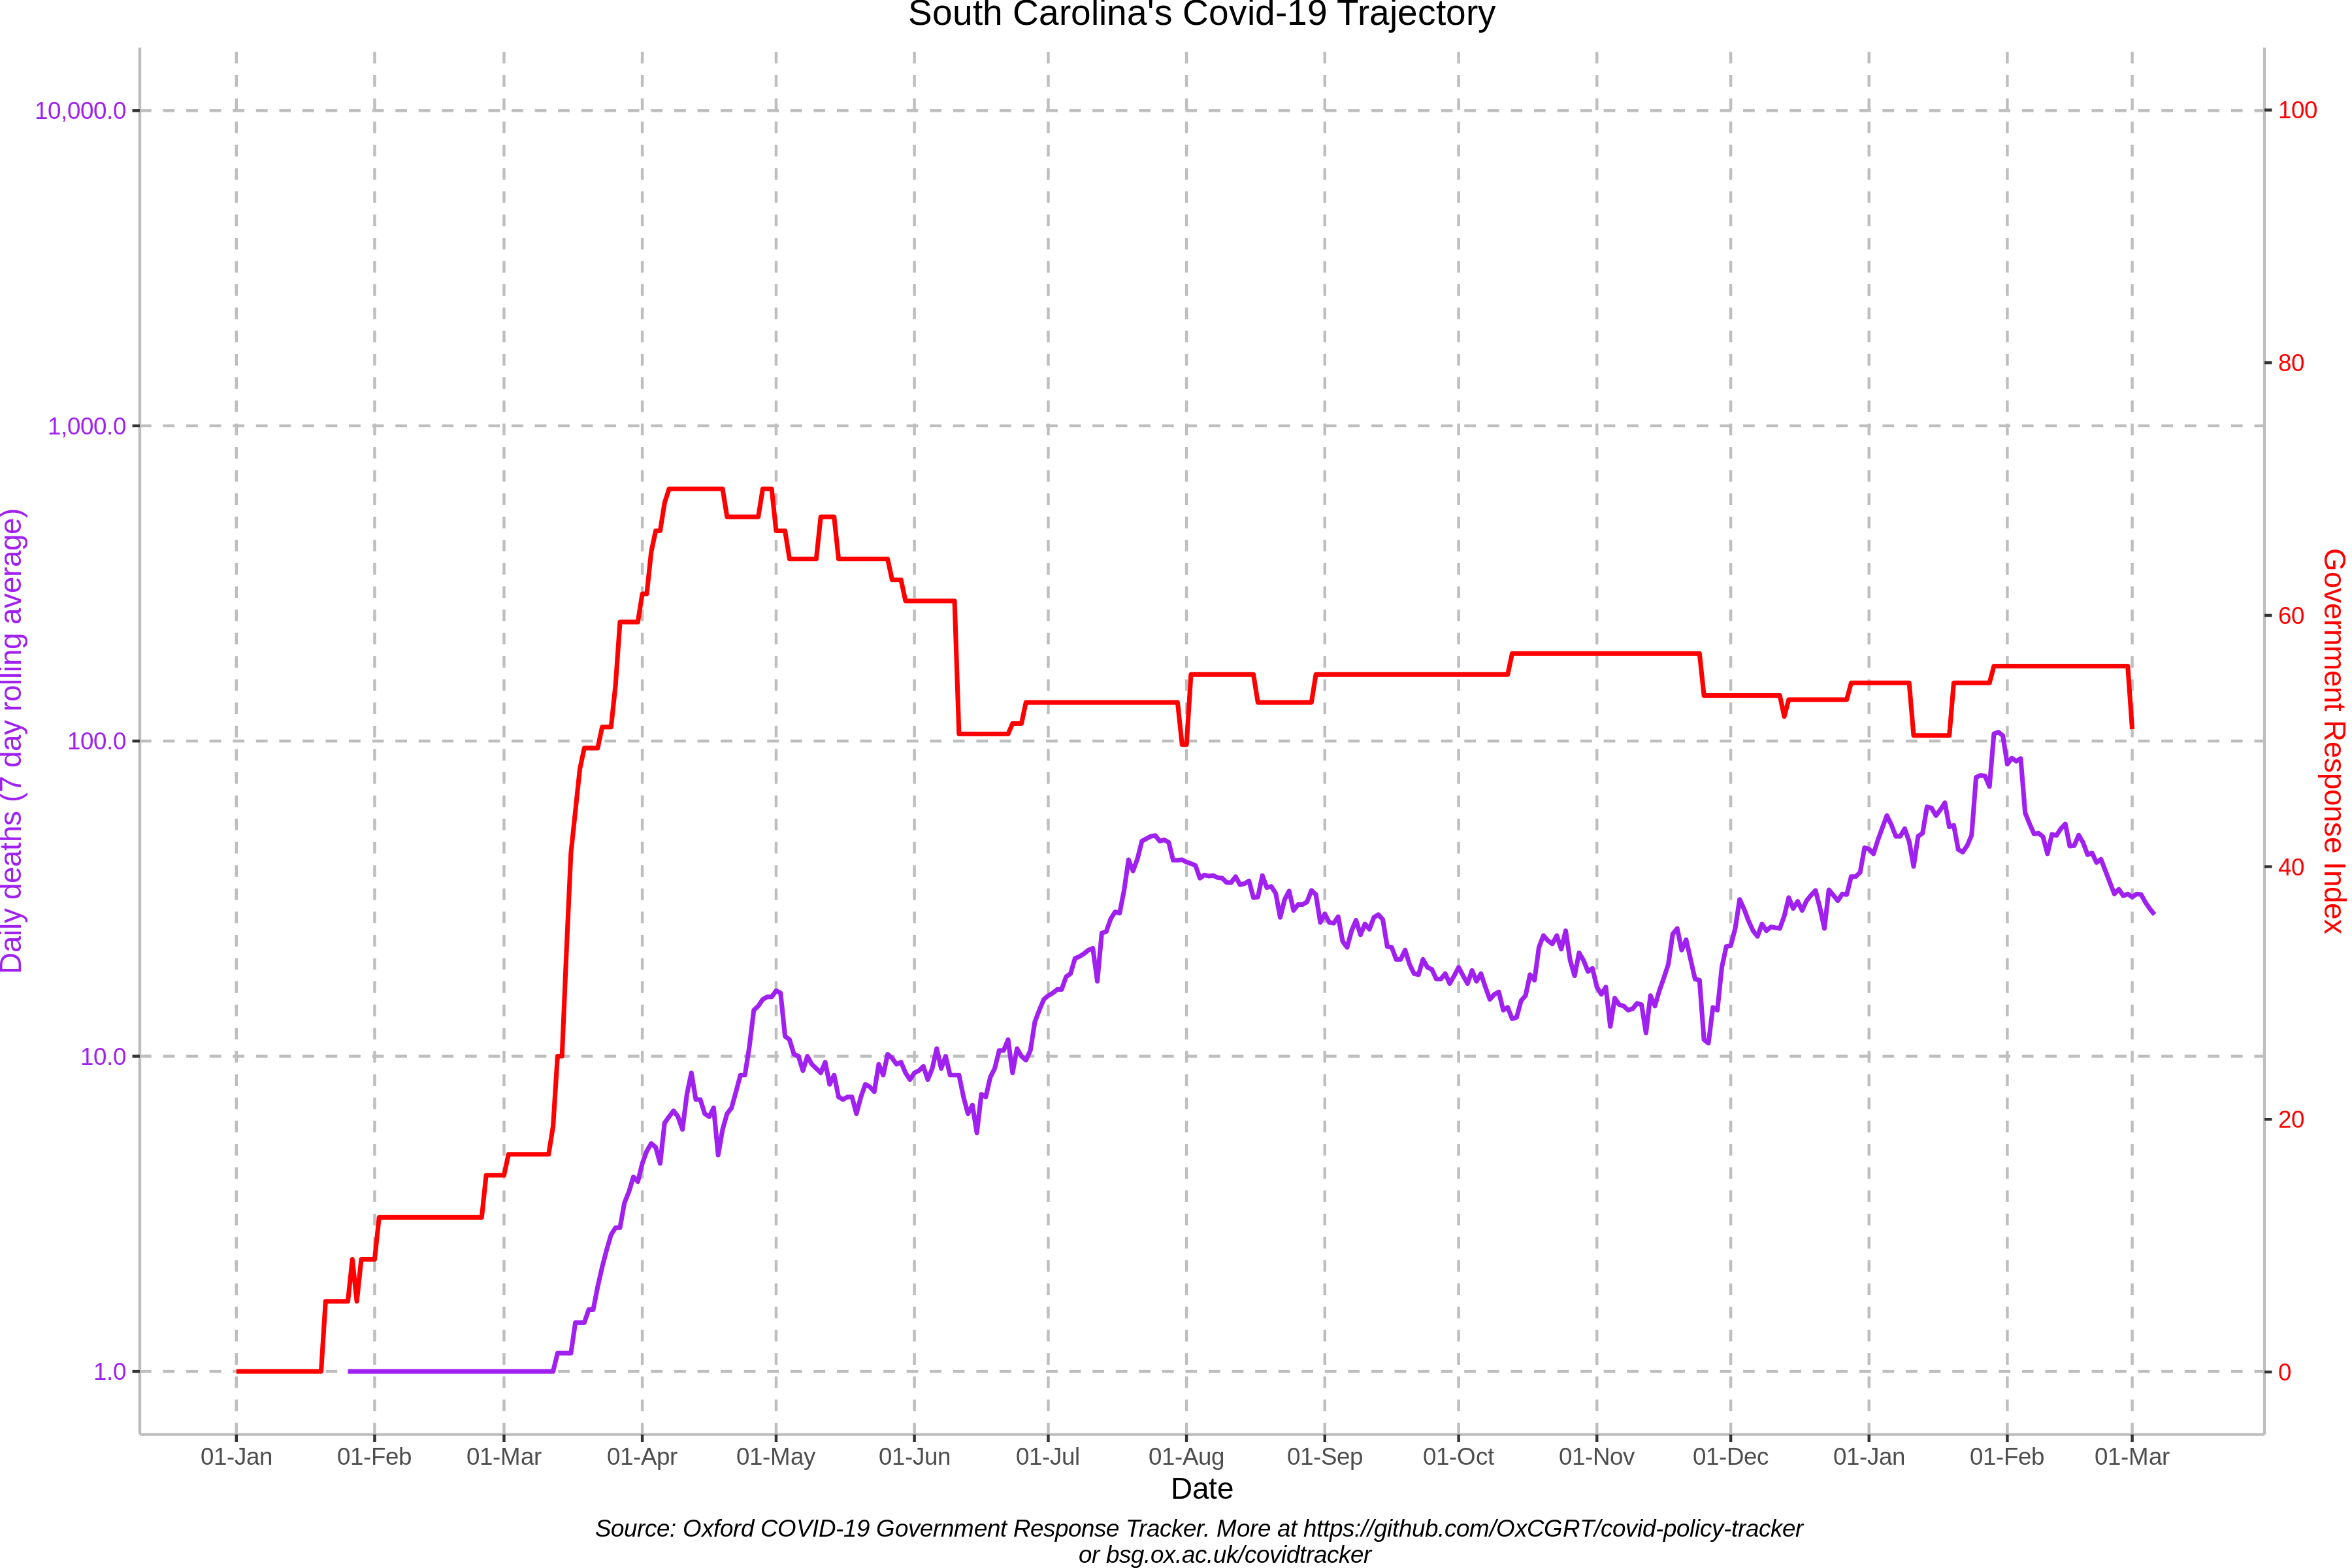 South Carolina's Covid-19 Trajectory
10,000.0
1,000.0
100.0
10.0
1.0
Daily deaths (7 day rolling average)
100
80
60
40
20
0
Government Response Index
01-Jan 01-Feb 01-Mar 01-Apr 01-May 01-Jun 01-Jul 01-Aug 01-Sep 01-Oct 01-Nov 01-Dec 01-Jan 01-Feb 01-Mar
Date
Source: Oxford COVID-19 Government Response Tracker. More at https://github.com/OxCGRT/covid-policy-tracker
or bsg.ox.ac.uk/covidtracker